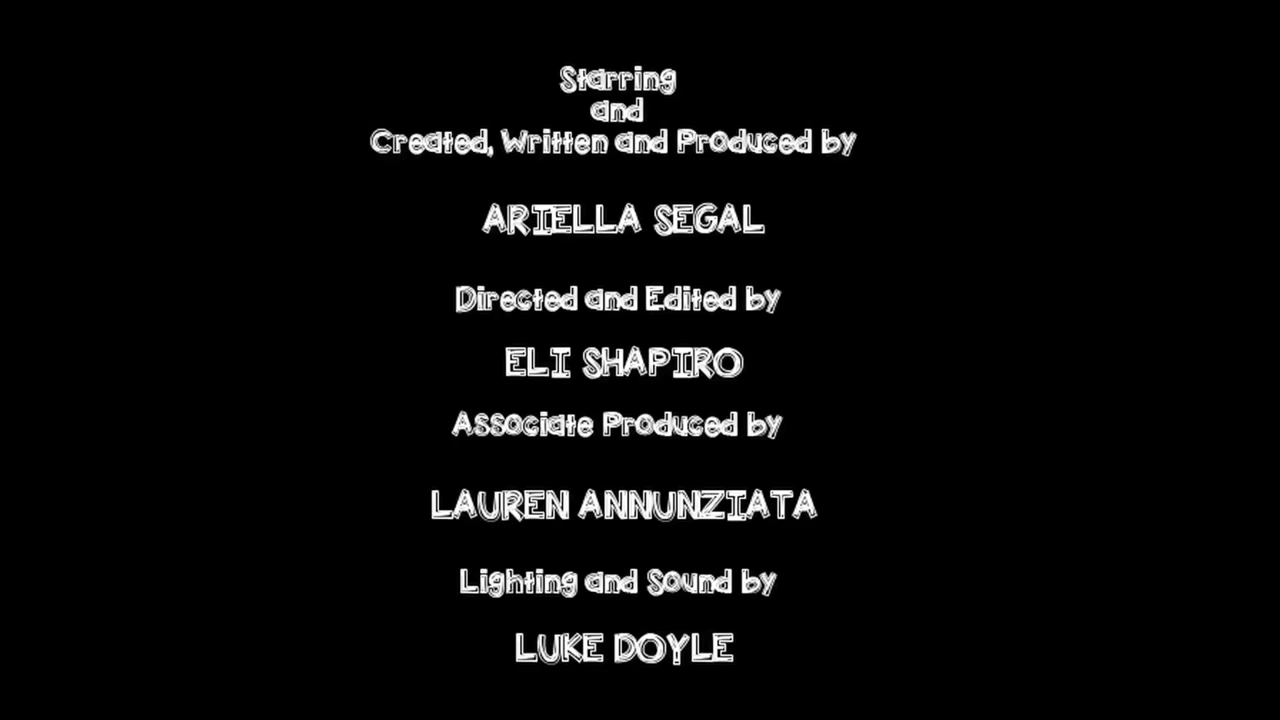 Starring
and
Created, Written and Produced by
ARIELLA SEGAL
Directed and Edited by
ELI SHAPIRO
Associate Produced by
LAUREN ANNUNZIATA
Lighting and Sound by
LUKE DOYLE